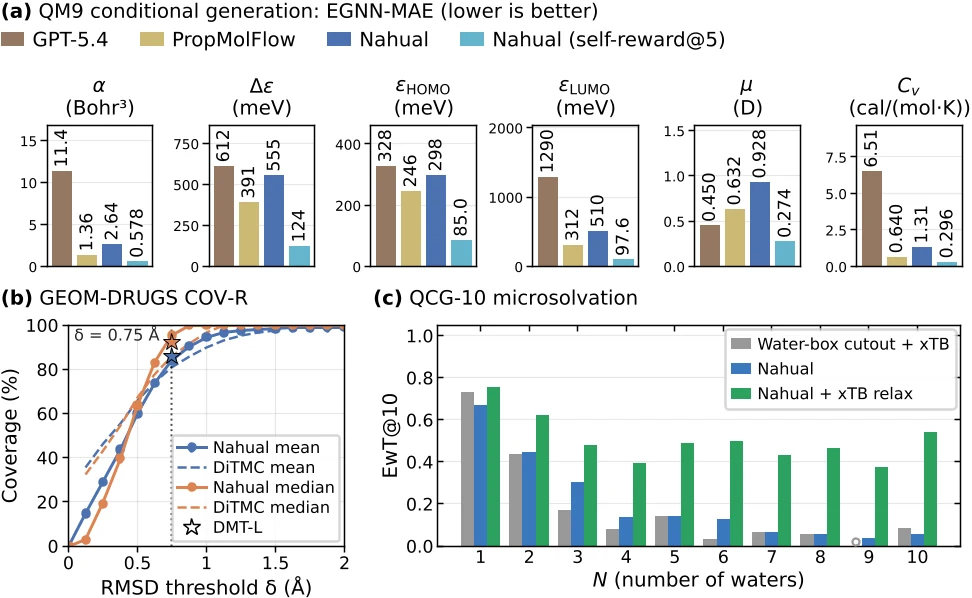 (a) QM9 conditional generation: EGNN-MAE (lower is better)
GPT-5.4 PropMolFlow Nahual Nahual (self-reward@5)
α (Bohr³)
15
10
5
0
11.4
1.36
2.64
0.578
Δε (meV)
750
500
250
0
612
391
555
124
εHOMO (meV)
400
200
0
328
246
298
85.0
εLUMO (meV)
2000
1000
0
1290
312
510
97.6
μ (D)
1.5
1.0
0.5
0.0
0.450
0.632
0.928
0.274
Cv (cal/(mol·K))
7.5
5.0
2.5
0.0
6.51
0.640
1.31
0.296
(b) GEOM-DRUGS COV-R
Coverage (%)
100
80
60
40
20
0
δ = 0.75 Å
Nahual mean
DiTMC mean
Nahual median
DiTMC median
DMT-L
0 0.5 1 1.5 2
RMSD threshold δ (Å)
(c) QCG-10 microsolvation
EwT@10
1.0
0.8
0.6
0.4
0.2
0.0
Water-box cutout + xTB
Nahual
Nahual + xTB relax
1 2 3 4 5 6 7 8 9 10
N (number of waters)